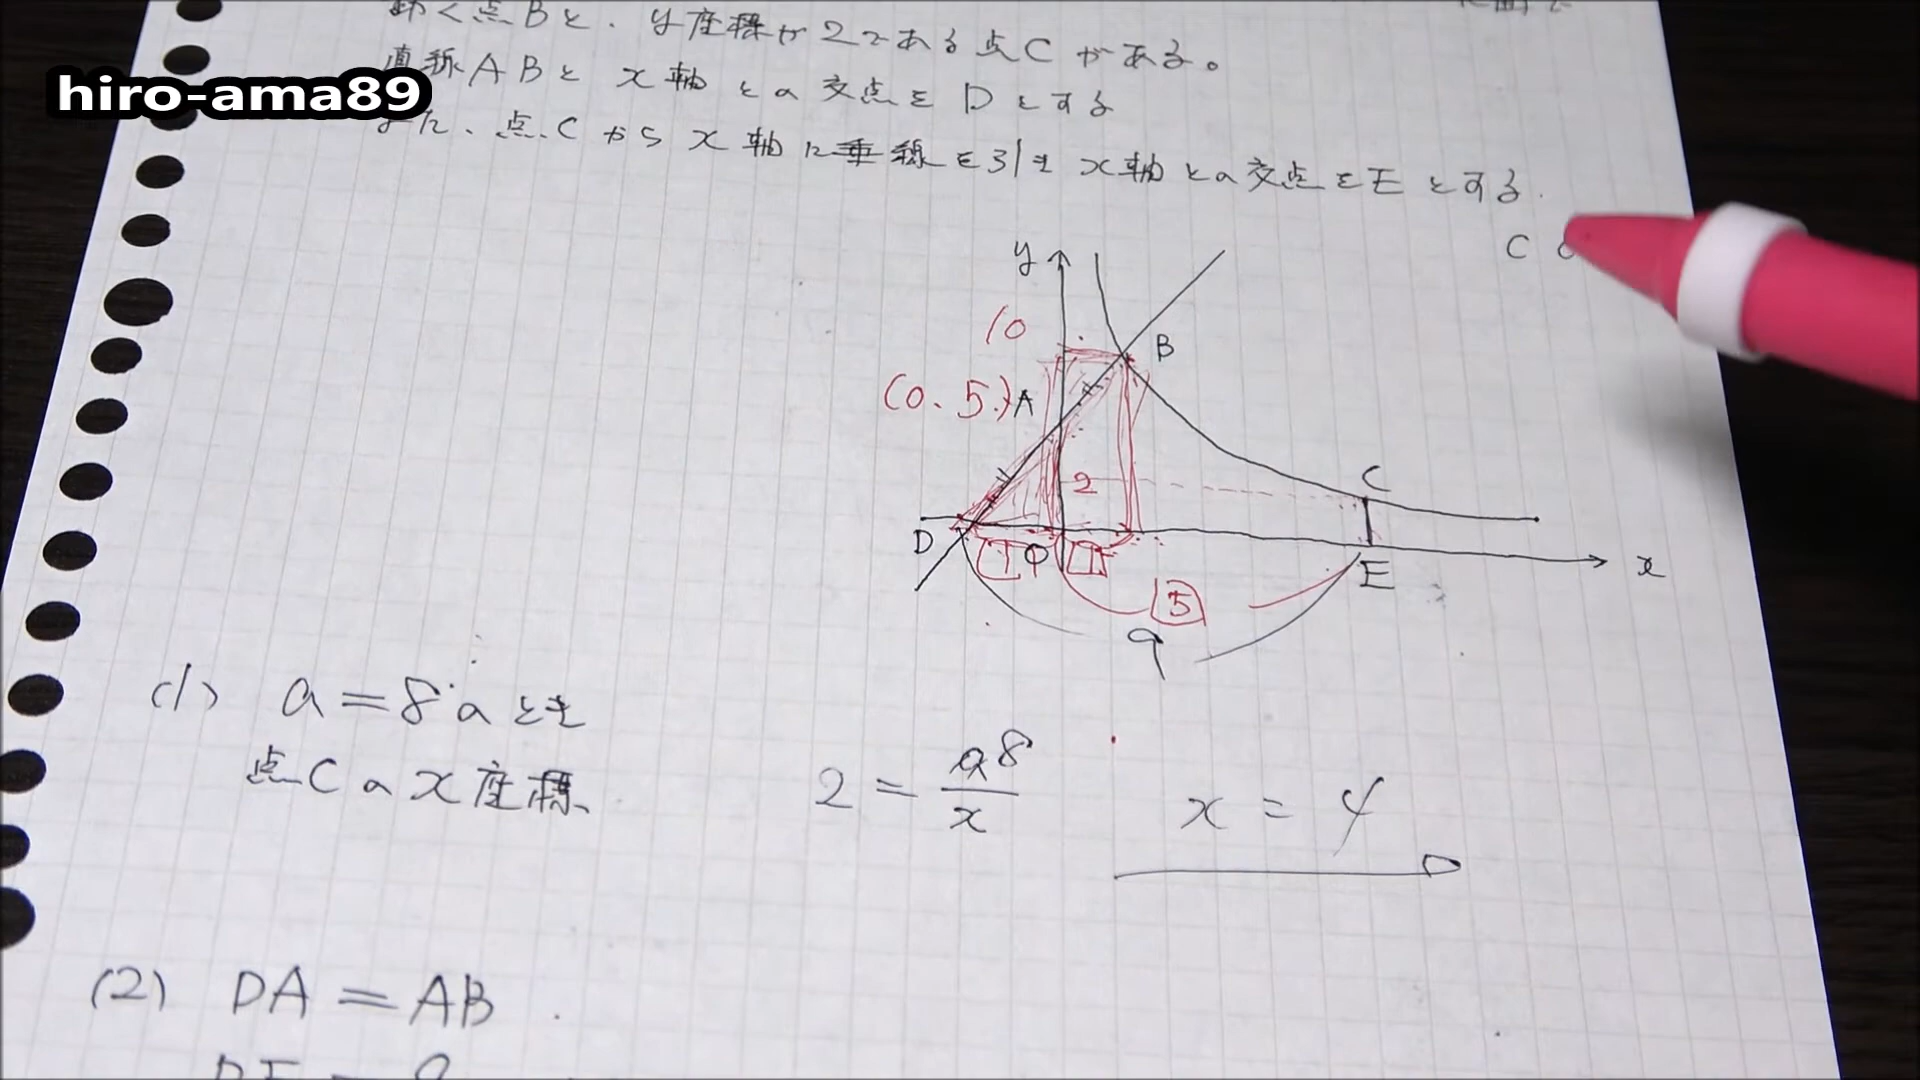 動く点Bと、y座標が2である点Cがある。
hiro-ama89
直線ABとx軸との交点をDとする
また、点Cからx軸に垂線を引きx軸との交点をEとする.
C
y
10
B
(0.5)A
2
C
D
1
O
1
E
x
5
9
(1) a=8のとき
点Cのx座標、
2=a8/x
x=4
(2) DA=AB